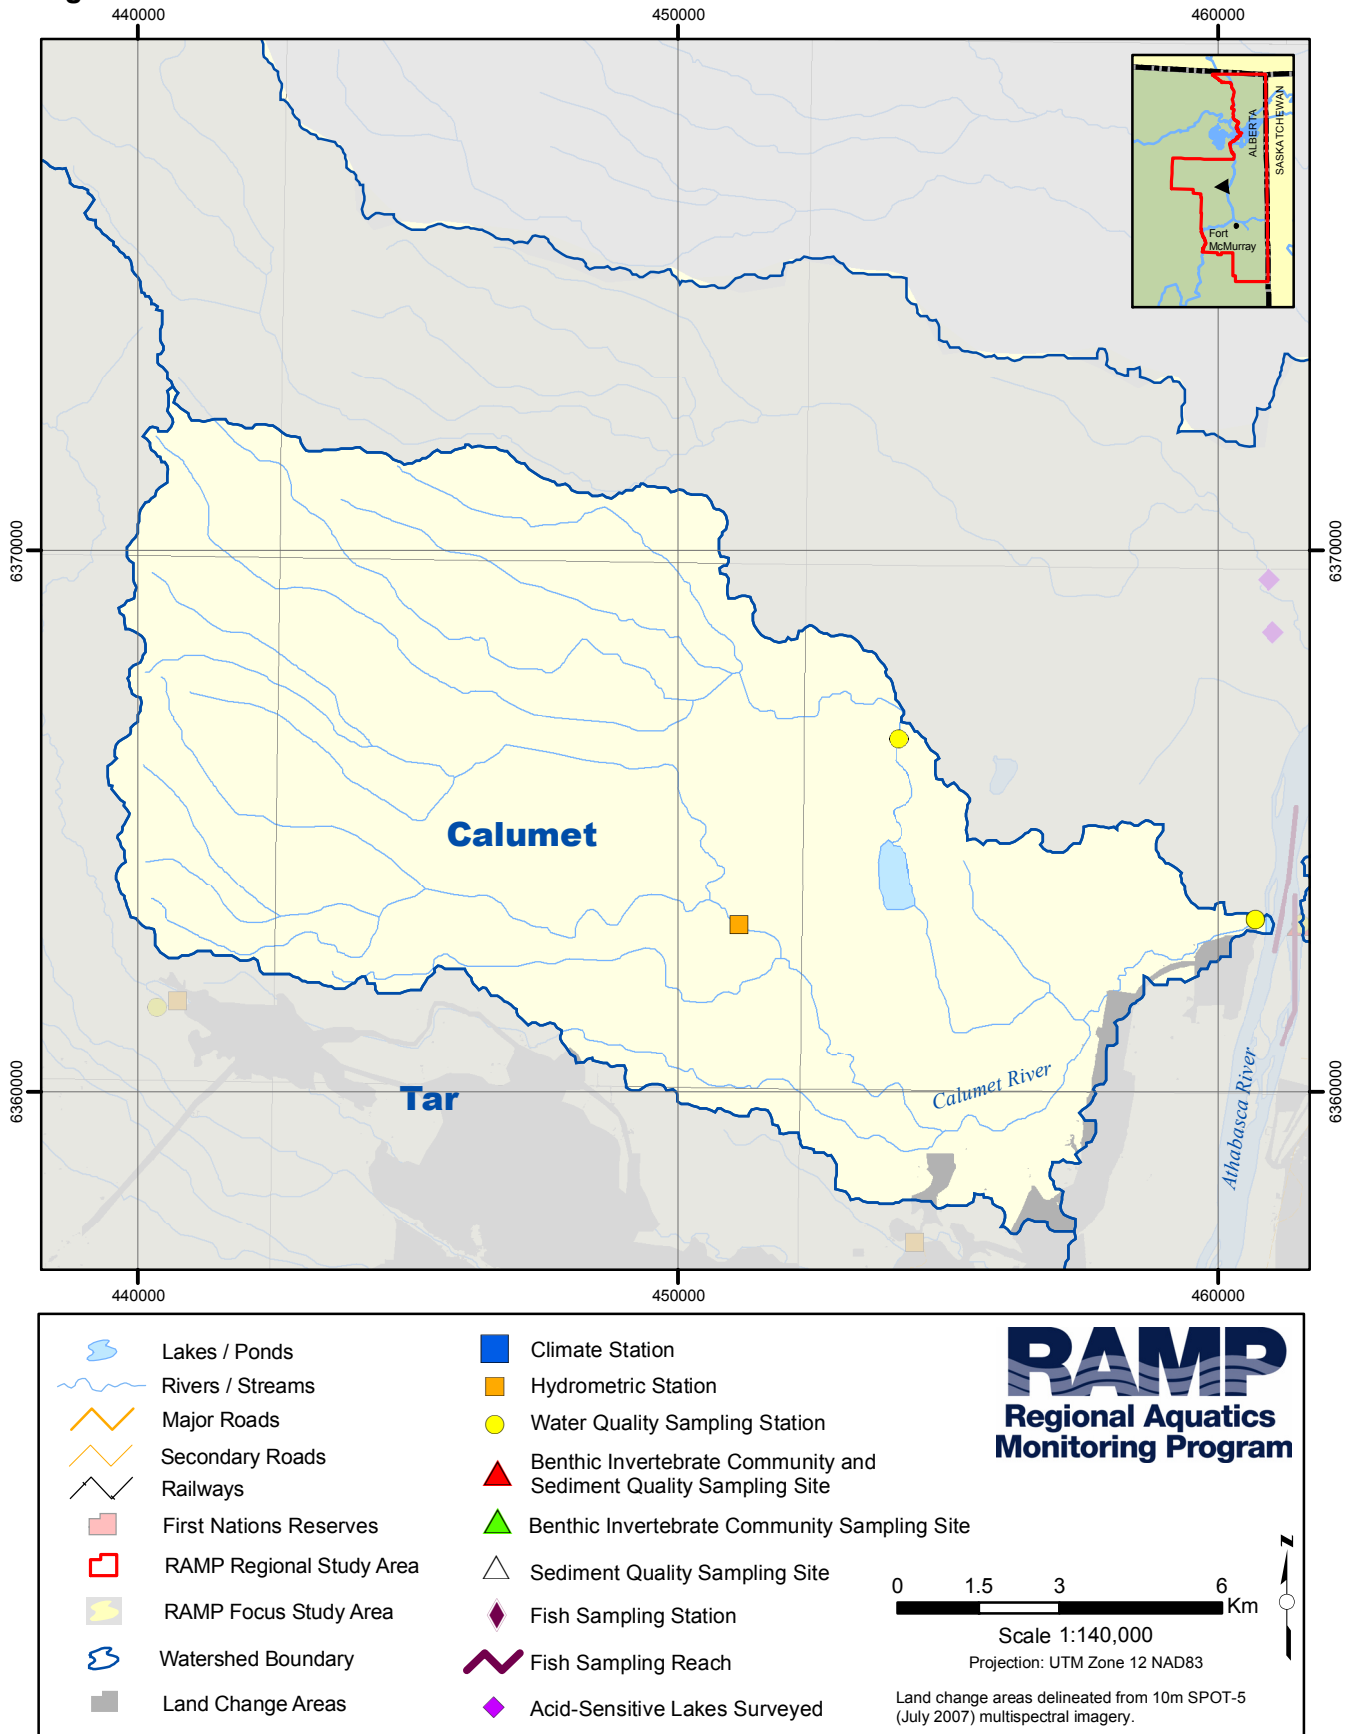 440000
450000
460000
ALBERTA
SASKATCHEWAN
Fort
McMurray
6370000
6370000
Calumet
Calumet River
Athabasca River
Tar
6360000
6360000
440000
450000
460000
Lakes / Ponds
Rivers / Streams
Major Roads
Secondary Roads
Railways
First Nations Reserves
RAMP Regional Study Area
RAMP Focus Study Area
Watershed Boundary
Land Change Areas
Climate Station
Hydrometric Station
Water Quality Sampling Station
Benthic Invertebrate Community and
Sediment Quality Sampling Site
Benthic Invertebrate Community Sampling Site
Sediment Quality Sampling Site
Fish Sampling Station
Fish Sampling Reach
Acid-Sensitive Lakes Surveyed
RAMP
Regional Aquatics
Monitoring Program
N
0 1.5 3 6
Km
Scale 1:140,000
Projection: UTM Zone 12 NAD83
Land change areas delineated from 10m SPOT-5
(July 2007) multispectral imagery.